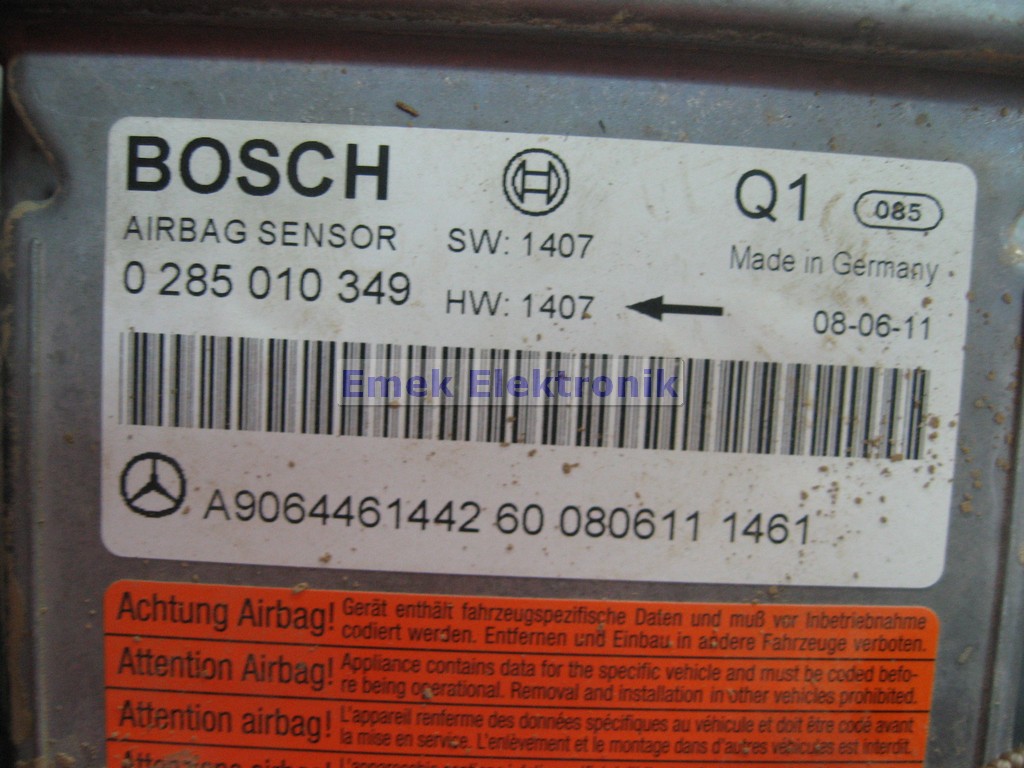 BOSCH
Q1 085
AIRBAG SENSOR SW: 1407
Made in Germany
0 285 010 349 HW: 1407
08-06-11
Emek Elektronik
A9064461442 60 080611 1461
Achtung Airbag! Gerät enthält fahrzeugspezifische Daten und muß vor Inbetriebnahme
codiert werden. Entfernen und Einbau in andere Fahrzeuge verboten.
Attention Airbag! Appliance contains data for the specific vehicle and must be coded befo-
re being operational. Removal and installation in other vehicles prohibited.
Attention airbag! L'appareil renferme des données spécifiques au véhicule et doit être codé avant
la mise en service. L'enlèvement et le montage dans d'autres véhicules est interdit.
Attenzione airbag!